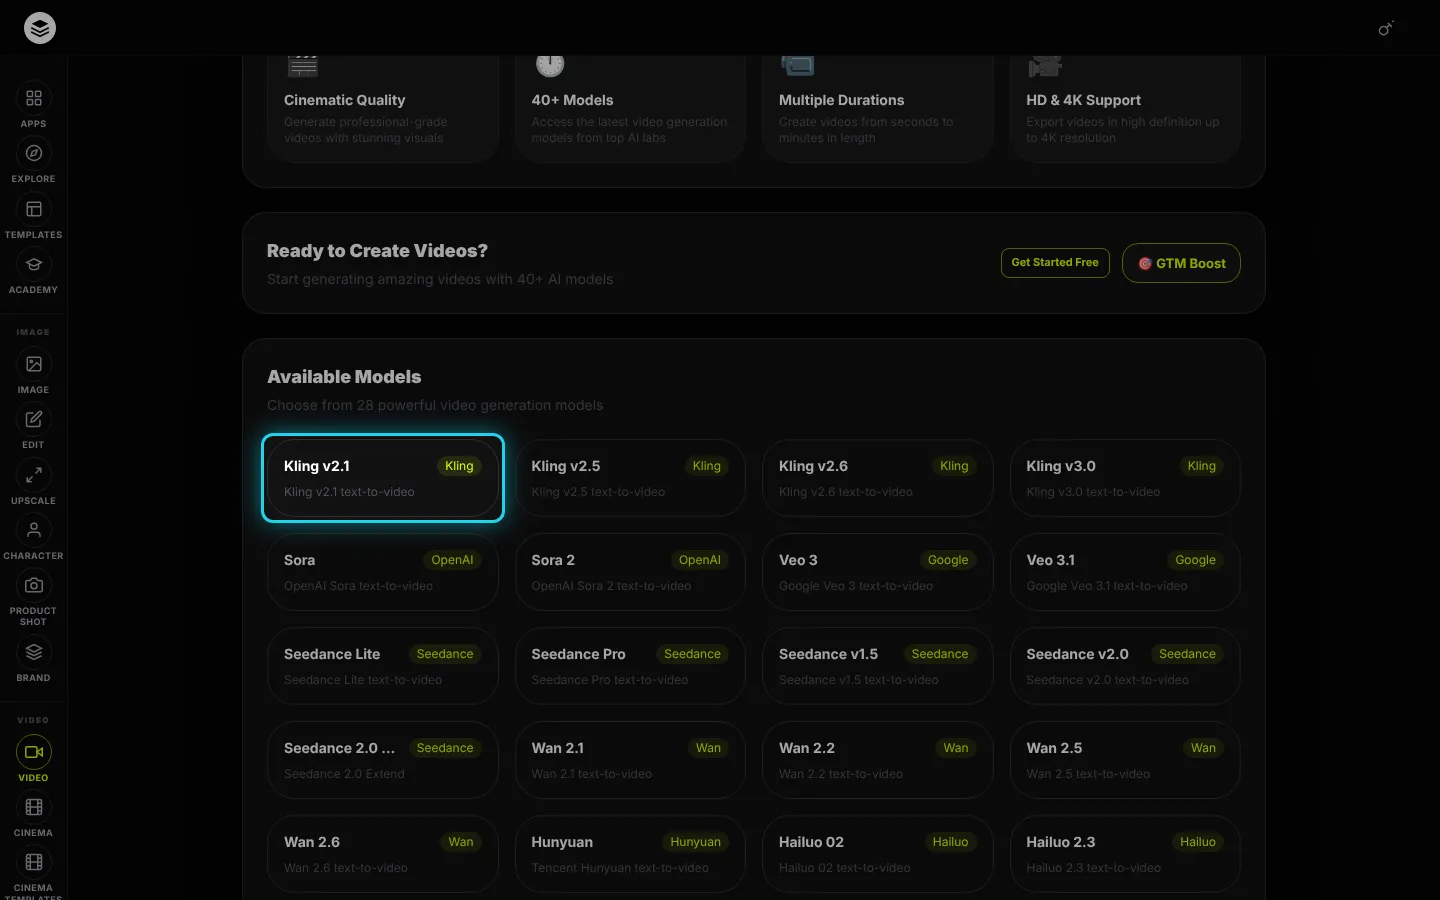 APPS
EXPLORE
TEMPLATES
ACADEMY
IMAGE
IMAGE
EDIT
UPSCALE
CHARACTER
PRODUCT
SHOT
BRAND
VIDEO
VIDEO
CINEMA
CINEMA
TEMPLATES
Cinematic Quality
Generate professional-grade
videos with stunning visuals
40+ Models
Access the latest video generation
models from top AI labs
Multiple Durations
Create videos from seconds to
minutes in length
HD & 4K Support
Export videos in high definition up
to 4K resolution
Ready to Create Videos?
Start generating amazing videos with 40+ AI models
Get Started Free
GTM Boost
Available Models
Choose from 28 powerful video generation models
Kling v2.1 Kling
Kling v2.1 text-to-video
Kling v2.5 Kling
Kling v2.5 text-to-video
Kling v2.6 Kling
Kling v2.6 text-to-video
Kling v3.0 Kling
Kling v3.0 text-to-video
Sora OpenAI
OpenAI Sora text-to-video
Sora 2 OpenAI
OpenAI Sora 2 text-to-video
Veo 3 Google
Google Veo 3 text-to-video
Veo 3.1 Google
Google Veo 3.1 text-to-video
Seedance Lite Seedance
Seedance Lite text-to-video
Seedance Pro Seedance
Seedance Pro text-to-video
Seedance v1.5 Seedance
Seedance v1.5 text-to-video
Seedance v2.0 Seedance
Seedance v2.0 text-to-video
Seedance 2.0 ... Seedance
Seedance 2.0 Extend
Wan 2.1 Wan
Wan 2.1 text-to-video
Wan 2.2 Wan
Wan 2.2 text-to-video
Wan 2.5 Wan
Wan 2.5 text-to-video
Wan 2.6 Wan
Wan 2.6 text-to-video
Hunyuan Hunyuan
Tencent Hunyuan text-to-video
Hailuo 02 Hailuo
Hailuo 02 text-to-video
Hailuo 2.3 Hailuo
Hailuo 2.3 text-to-video